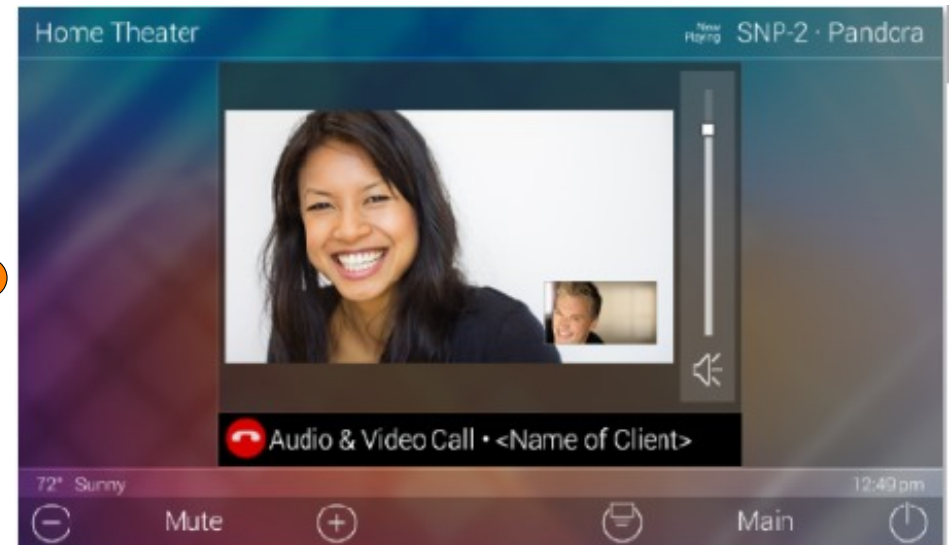 Home Theater
Now Playing SNP-2 · Pandora
Audio & Video Call • <Name of Client>
72° Sunny
12:49 pm
Mute
Main